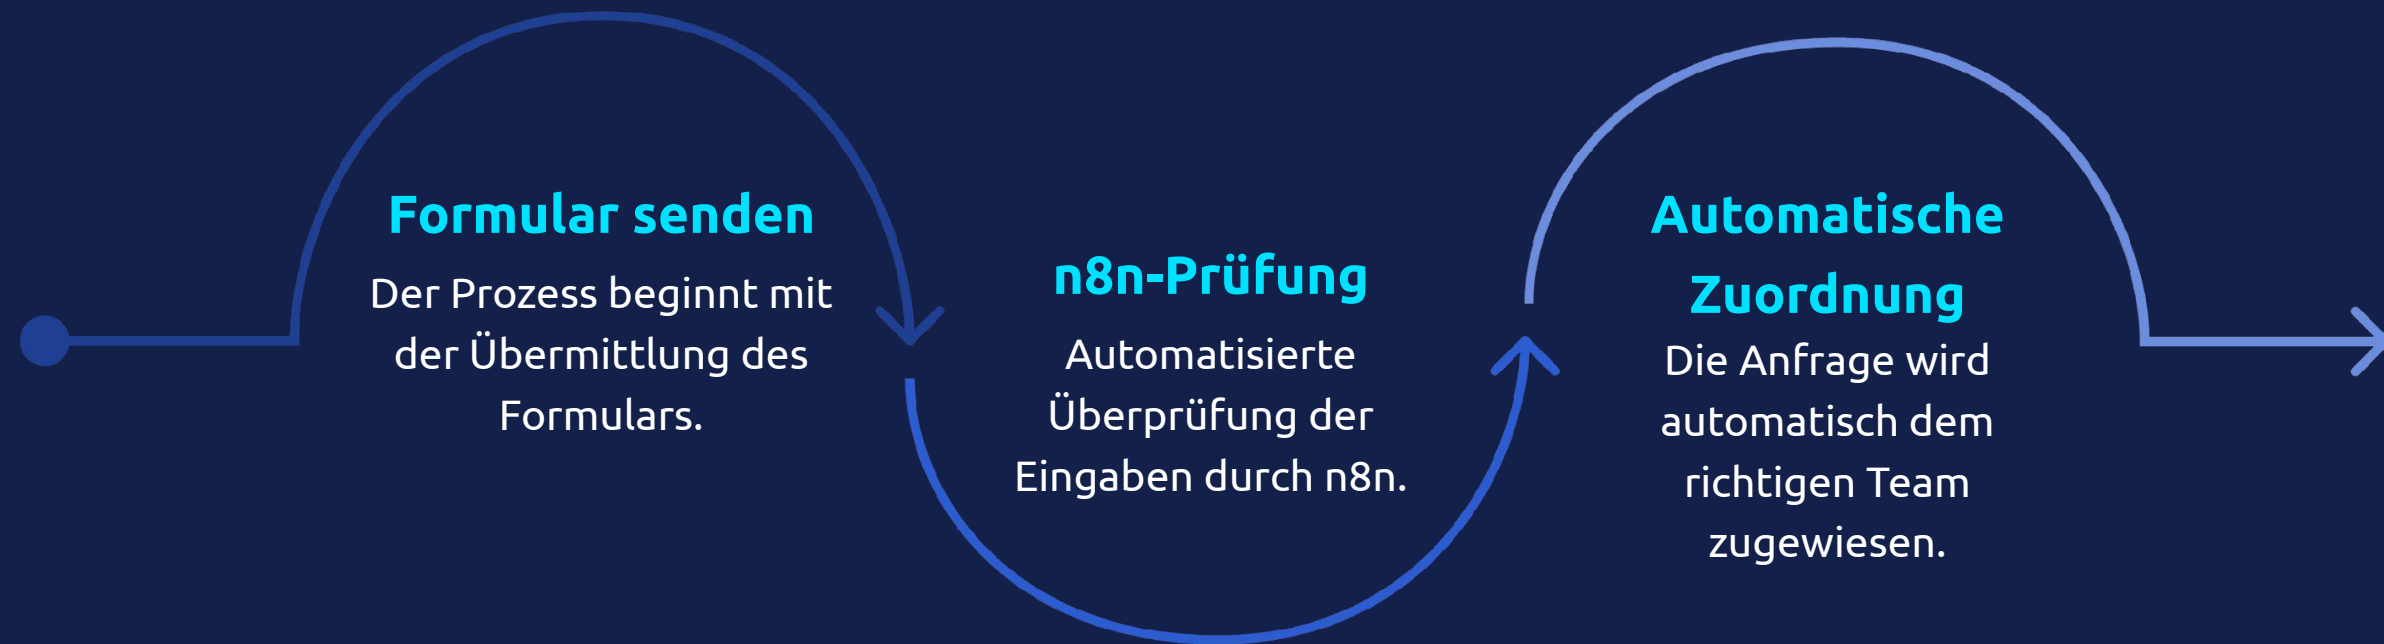 Formular senden
Der Prozess beginnt mit
der Übermittlung des
Formulars.
n8n-Prüfung
Automatisierte
Überprüfung der
Eingaben durch n8n.
Automatische
Zuordnung
Die Anfrage wird
automatisch dem
richtigen Team
zugewiesen.